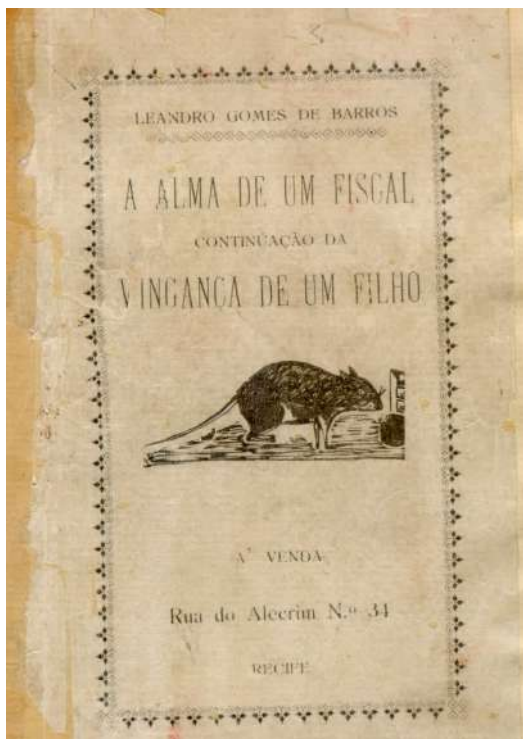 LEANDRO GOMES DE BARROS
A ALMA DE UM FISCAL
CONTINUAÇÃO DA
VINGANÇA DE UM FILHO
A' VENDA
Rua do Alecrim N.º 34
RECIFE